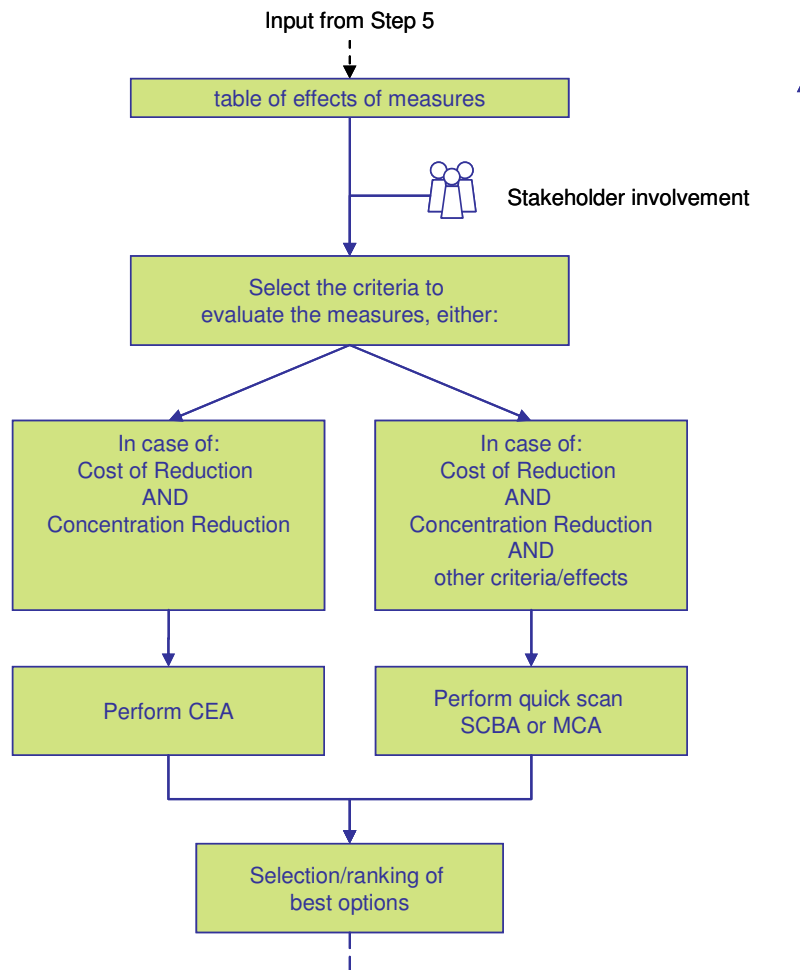 Input from Step 5
table of effects of measures
Stakeholder involvement
Select the criteria to
evaluate the measures, either:
In case of:
Cost of Reduction
AND
Concentration Reduction
In case of:
Cost of Reduction
AND
Concentration Reduction
AND
other criteria/effects
Perform CEA
Perform quick scan
SCBA or MCA
Selection/ranking of
best options